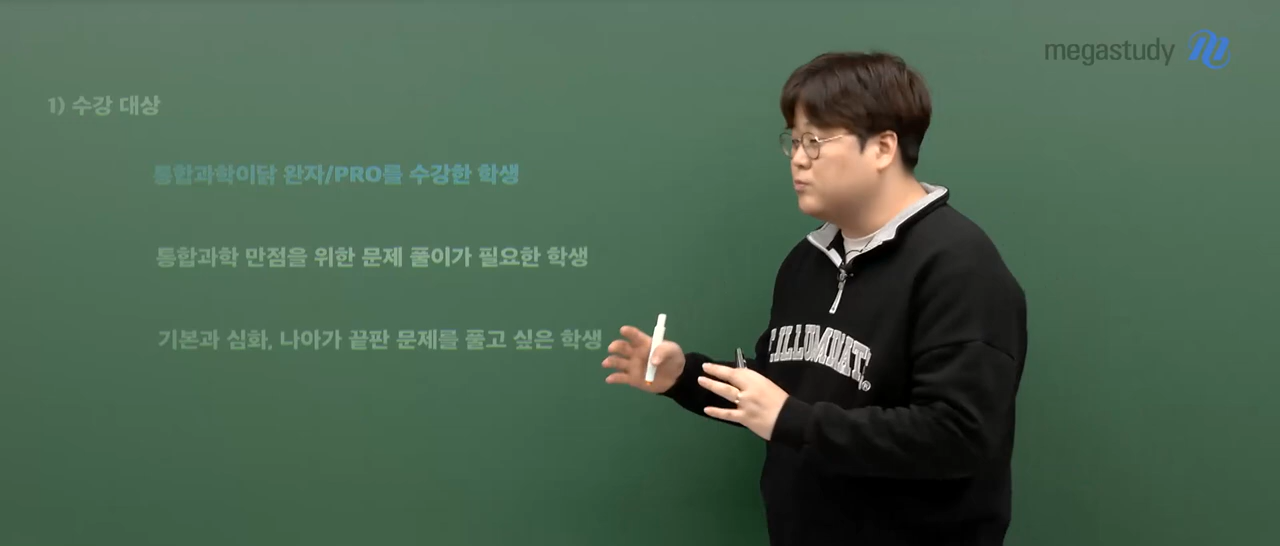 megastudy
1) 수강 대상
통합과학이닭 완자/PRO를 수강한 학생
통합과학 만점을 위한 문제 풀이가 필요한 학생
기본과 심화, 나아가 끝판 문제를 풀고 싶은 학생